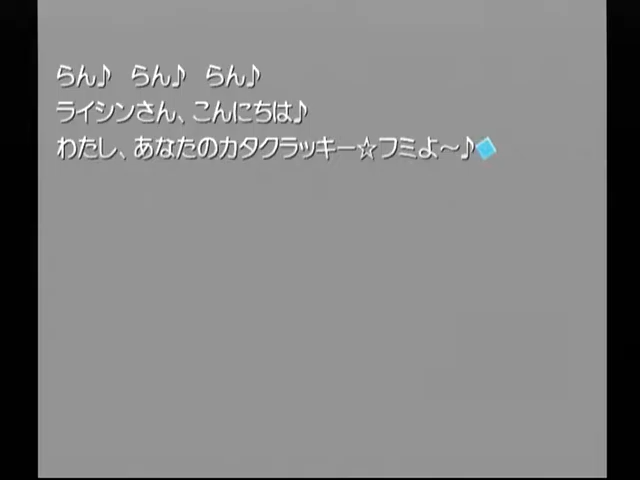 らん♪ らん♪ らん♪
ライシンさん、こんにちは♪
わたし、あなたのカタクラッキー☆フミよ～♪